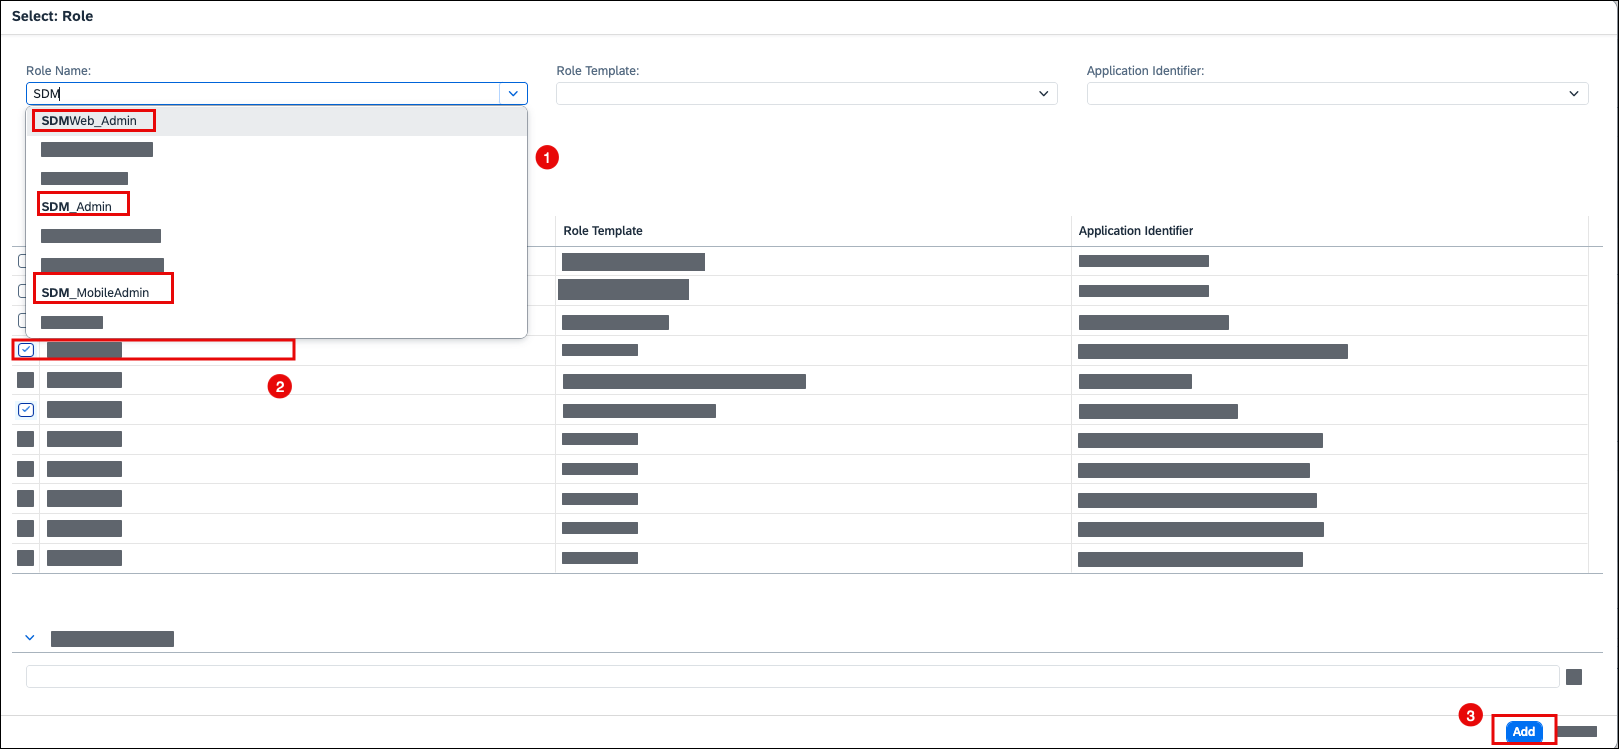 Select: Role
Role Name:
Role Template:
Application Identifier:
SDM
SDMWeb_Admin
1
SDM_Admin
Role Template
Application Identifier
SDM_MobileAdmin
2
3
Add